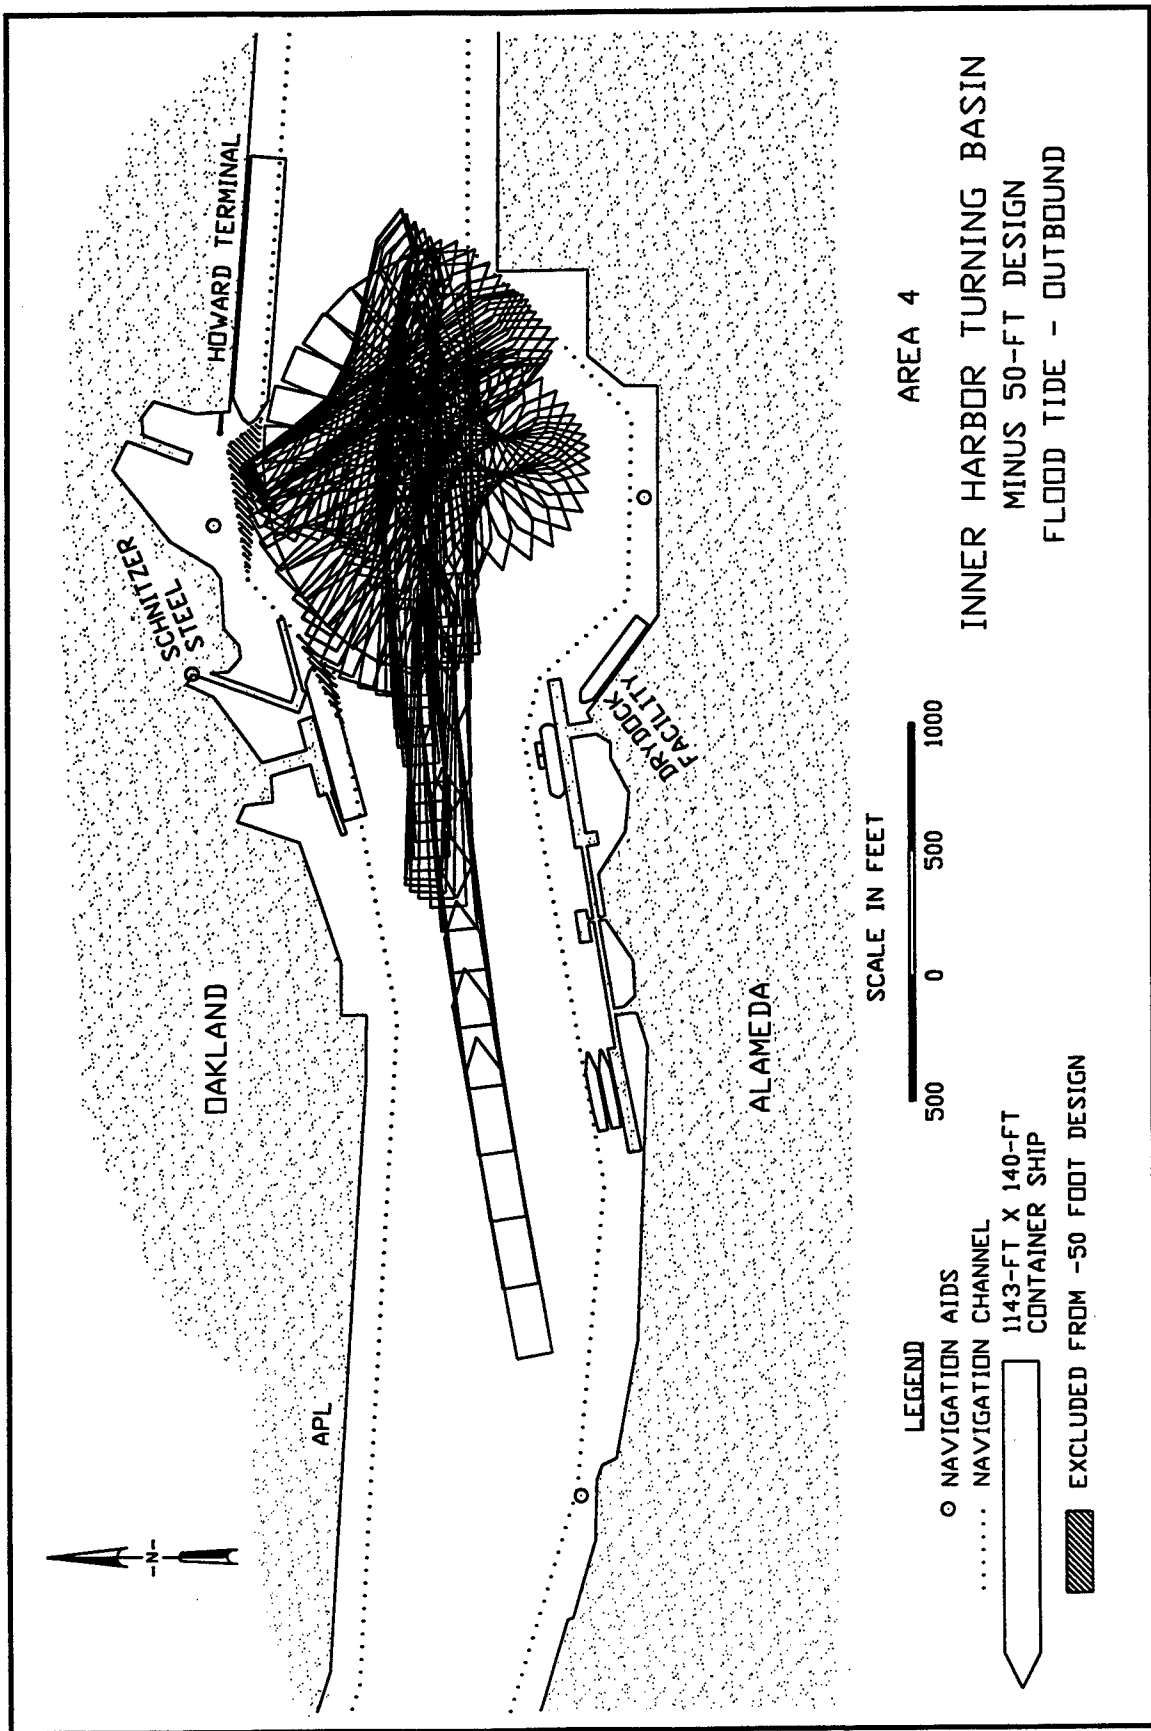 OAKLAND
APL
SCHNITZER
STEEL
HOWARD TERMINAL
DRYDOCK
FACILITY
ALAMEDA
-N-
SCALE IN FEET
500 0 500 1000
LEGEND
NAVIGATION AIDS
NAVIGATION CHANNEL
1143-FT X 140-FT
CONTAINER SHIP
EXCLUDED FROM -50 FOOT DESIGN
AREA 4
INNER HARBOR TURNING BASIN
MINUS 50-FT DESIGN
FLOOD TIDE - OUTBOUND